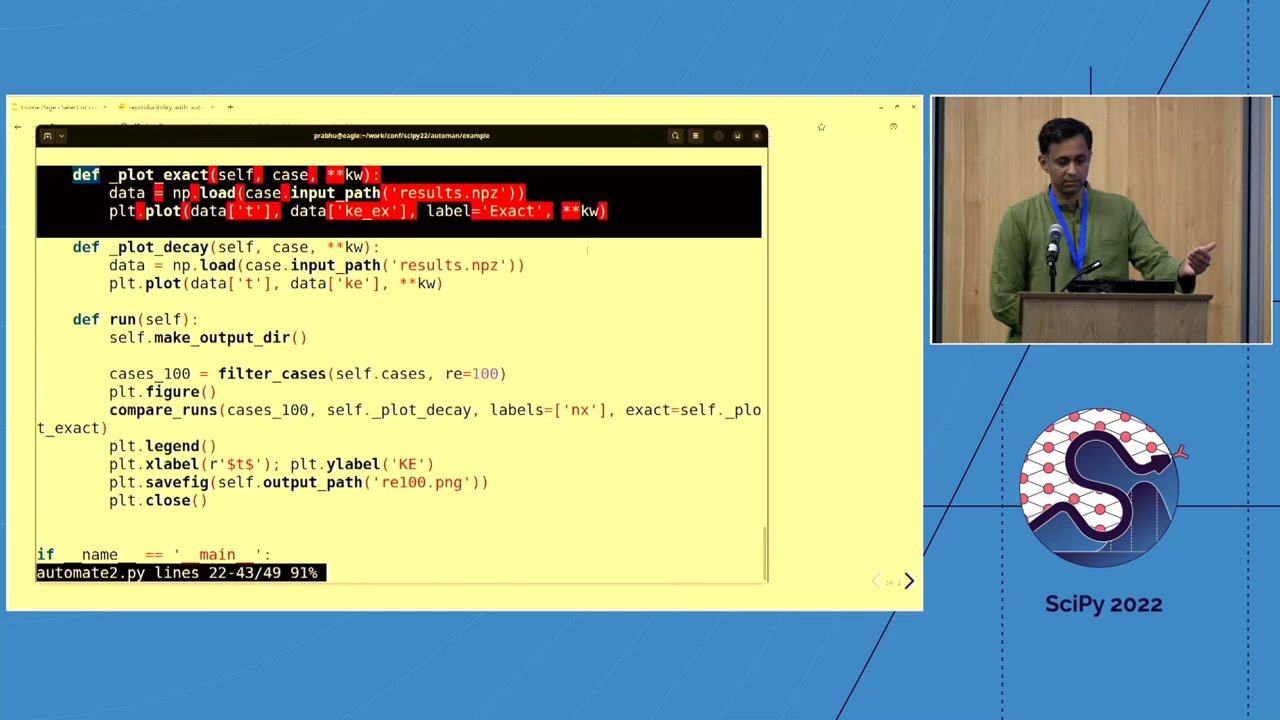 reproducibility with auto
prabhu@eagle:~/work/conf/scipy22/automan/example
def _plot_exact(self, case, **kw):
data = np.load(case.input_path('results.npz'))
plt.plot(data['t'], data['ke_ex'], label='Exact', **kw)
def _plot_decay(self, case, **kw):
data = np.load(case.input_path('results.npz'))
plt.plot(data['t'], data['ke'], **kw)
def run(self):
self.make_output_dir()
cases_100 = filter_cases(self.cases, re=100)
plt.figure()
compare_runs(cases_100, self._plot_decay, labels=['nx'], exact=self._plo
t_exact)
plt.legend()
plt.xlabel(r'$t$'); plt.ylabel('KE')
plt.savefig(self.output_path('re100.png'))
plt.close()
if __name__ == '__main__':
automate2.py lines 22-43/49 91%
SciPy 2022